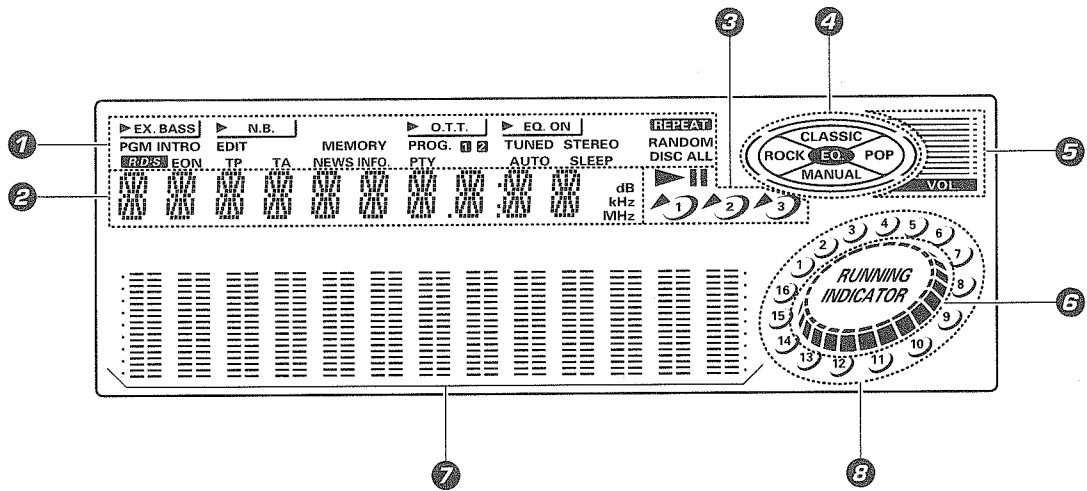 3 4
1 EX. BASS N.B. O.T.T. EQ. ON REPEAT CLASSIC 5
PGM INTRO EDIT MEMORY PROG. 1 2 TUNED STEREO RANDOM ROCK EQ POP
R·D·S EON TP TA NEWS INFO. PTY AUTO SLEEP DISC ALL MANUAL
2 dB VOL
kHz 1 2 3
MHz
1 2 3 4 5 6 7 8 9 10 11 12 13 14 15 16
RUNNING
INDICATOR 6
7 8